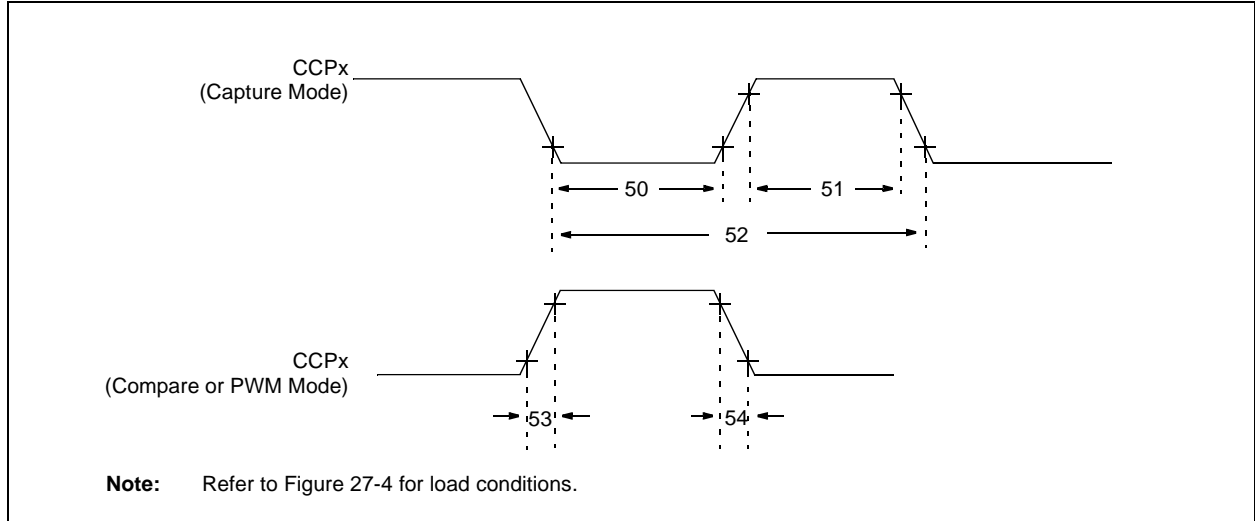 CCPx
(Capture Mode)
50
51
52
CCPx
(Compare or PWM Mode)
53
54
Note: Refer to Figure 27-4 for load conditions.